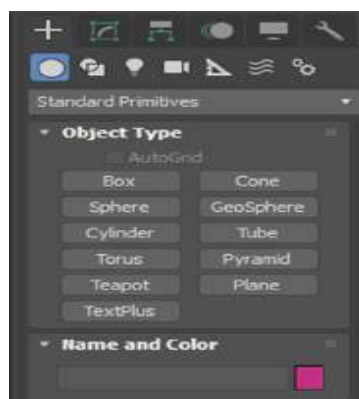 Standard Primitives
Object Type
AutoGrid
Box Cone
Sphere GeoSphere
Cylinder Tube
Torus Pyramid
Teapot Plane
TextPlus
Name and Color